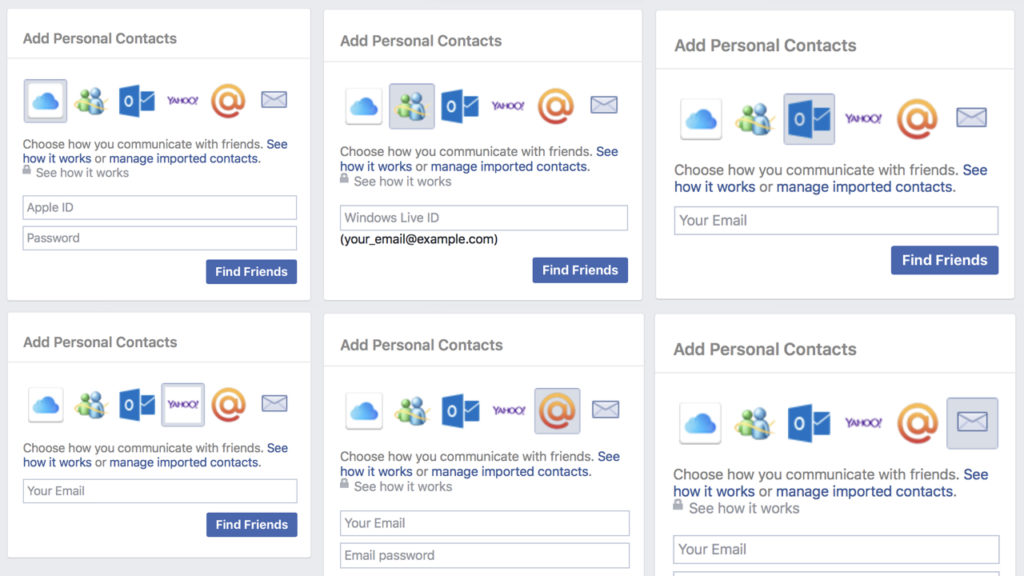 Add Personal Contacts
YAHOO!
Choose how you communicate with friends. See
how it works or manage imported contacts.
See how it works
Apple ID
Password
Find Friends
Add Personal Contacts
YAHOO!
Choose how you communicate with friends. See
how it works or manage imported contacts.
See how it works
Windows Live ID
(your_email@example.com)
Find Friends
Add Personal Contacts
YAHOO!
Choose how you communicate with friends. See
how it works or manage imported contacts.
Your Email
Find Friends
Add Personal Contacts
YAHOO!
Choose how you communicate with friends. See
how it works or manage imported contacts.
Your Email
Find Friends
Add Personal Contacts
YAHOO!
Choose how you communicate with friends. See
how it works or manage imported contacts.
See how it works
Your Email
Email password
Add Personal Contacts
YAHOO!
Choose how you communicate with friends. See
how it works or manage imported contacts.
See how it works
Your Email